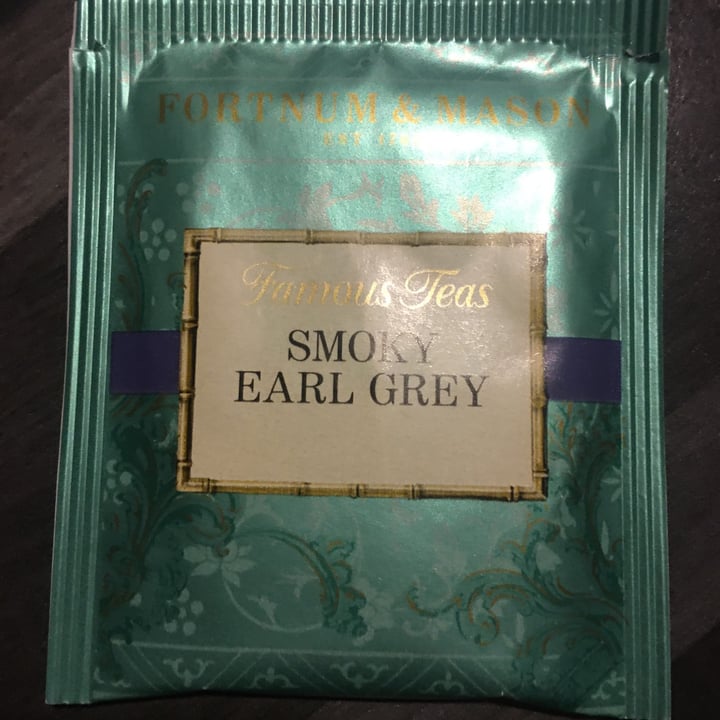 FORTNUM & MASON
Famous Teas
SMOKY
EARL GREY